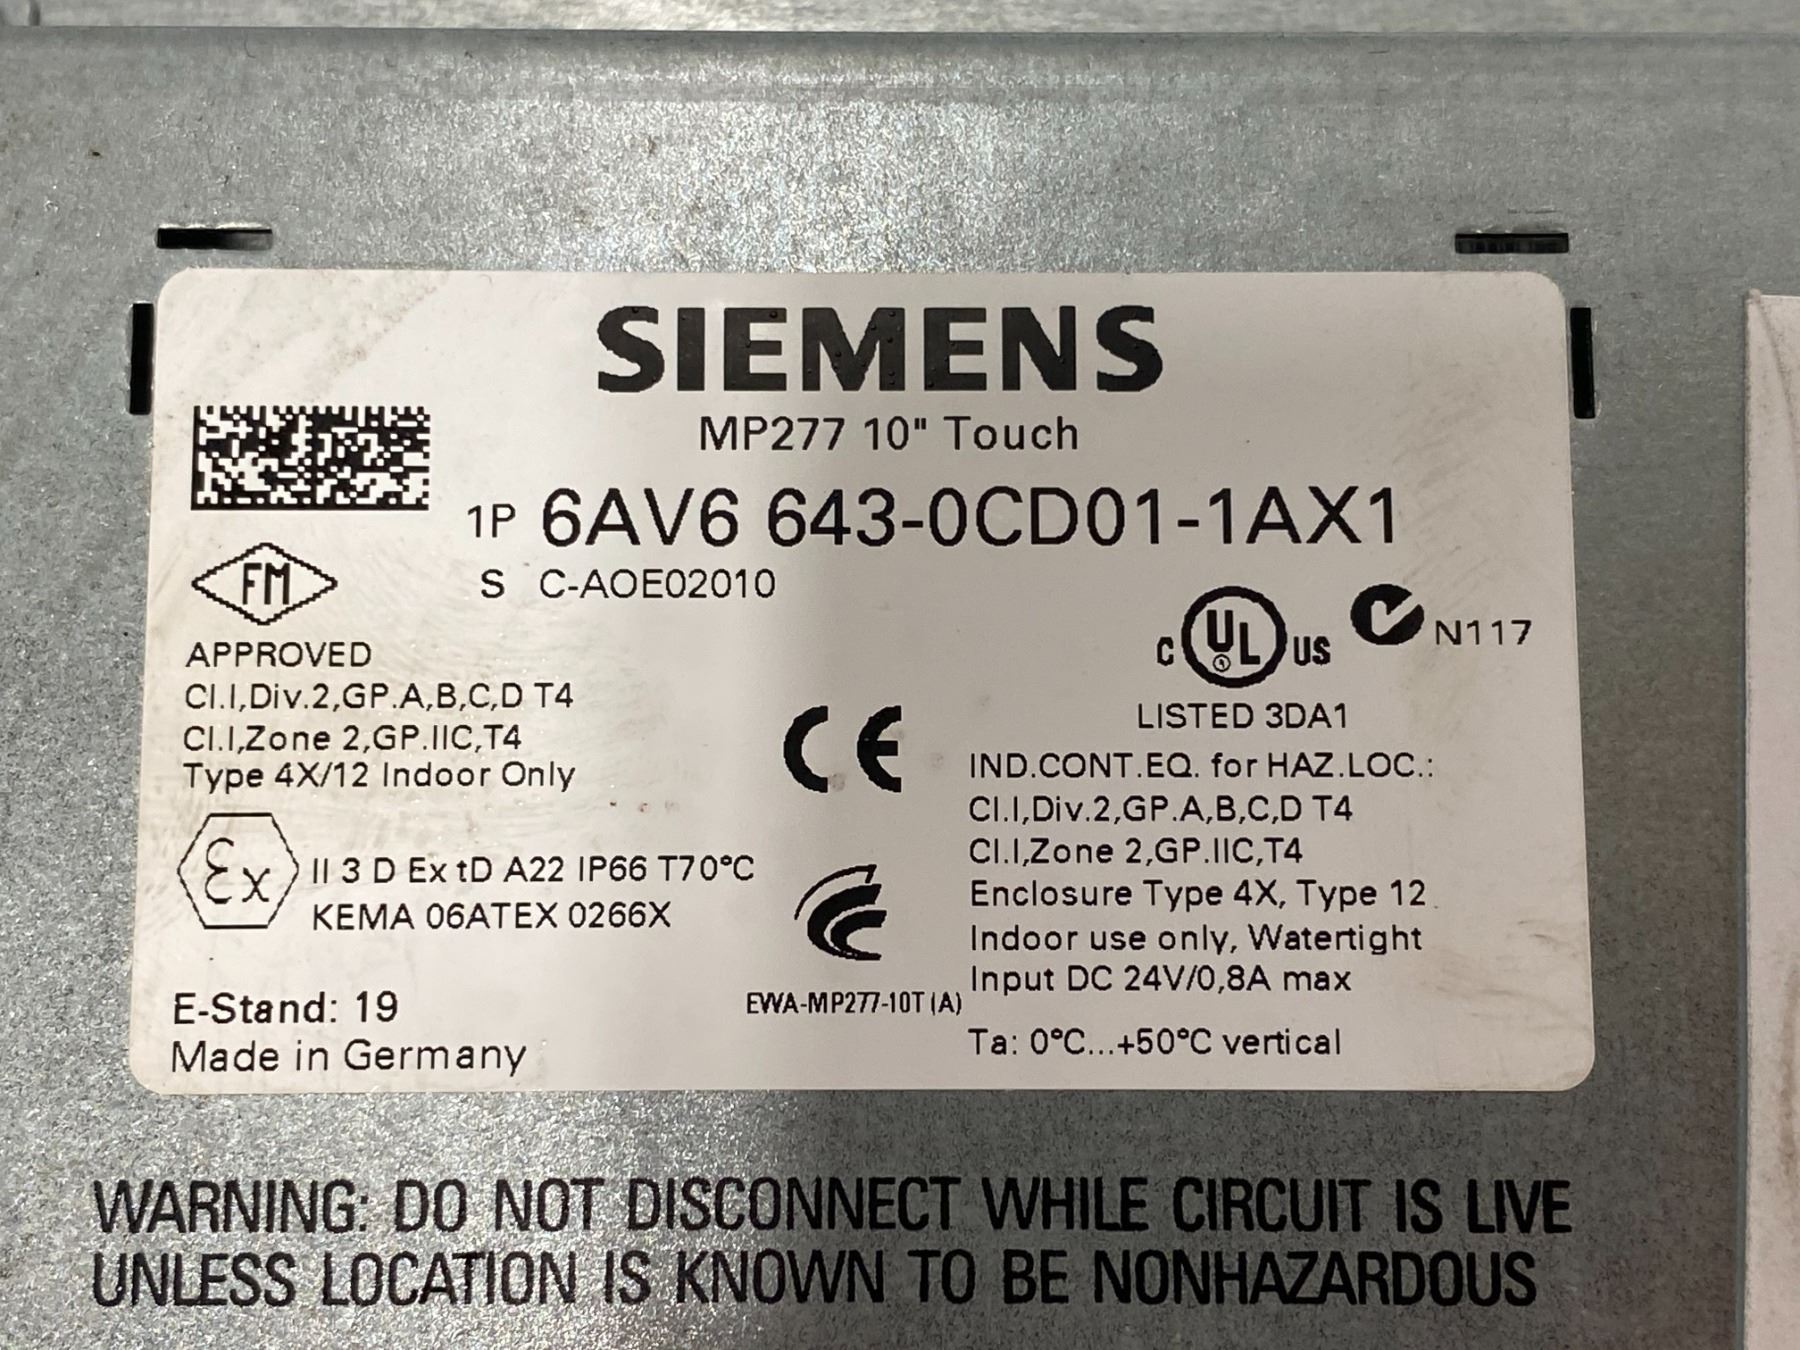 SIEMENS
MP277 10" Touch
1P 6AV6 643-0CD01-1AX1
S C-AOE02010
FM
APPROVED
Cl.I,Div.2,GP.A,B,C,D T4
Cl.I,Zone 2,GP.IIC,T4
Type 4X/12 Indoor Only
Ex II 3 D Ex tD A22 IP66 T70°C
KEMA 06ATEX 0266X
E-Stand: 19
Made in Germany
CE
EWA-MP277-10T (A)
C UL US N117
LISTED 3DA1
IND.CONT.EQ. for HAZ.LOC.:
Cl.I,Div.2,GP.A,B,C,D T4
Cl.I,Zone 2,GP.IIC,T4
Enclosure Type 4X, Type 12
Indoor use only, Watertight
Input DC 24V/0,8A max
Ta: 0°C...+50°C vertical
WARNING: DO NOT DISCONNECT WHILE CIRCUIT IS LIVE
UNLESS LOCATION IS KNOWN TO BE NONHAZARDOUS